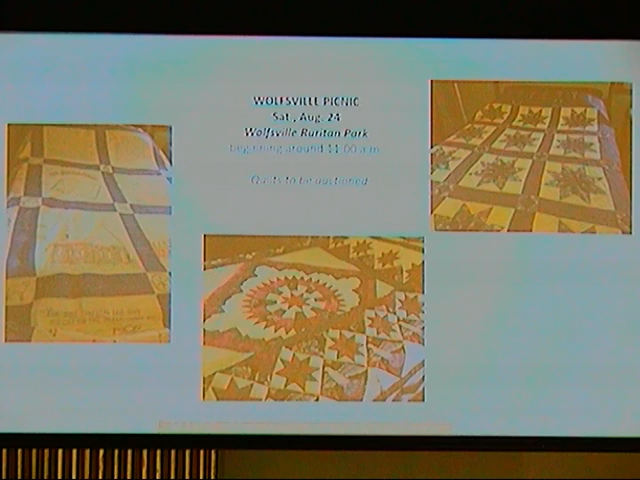 WOLFSVILLE PICNIC
Sat., Aug. 24
Wolfsville Ruritan Park
beginning around 11:00 a.m.
Quilts to be auctioned